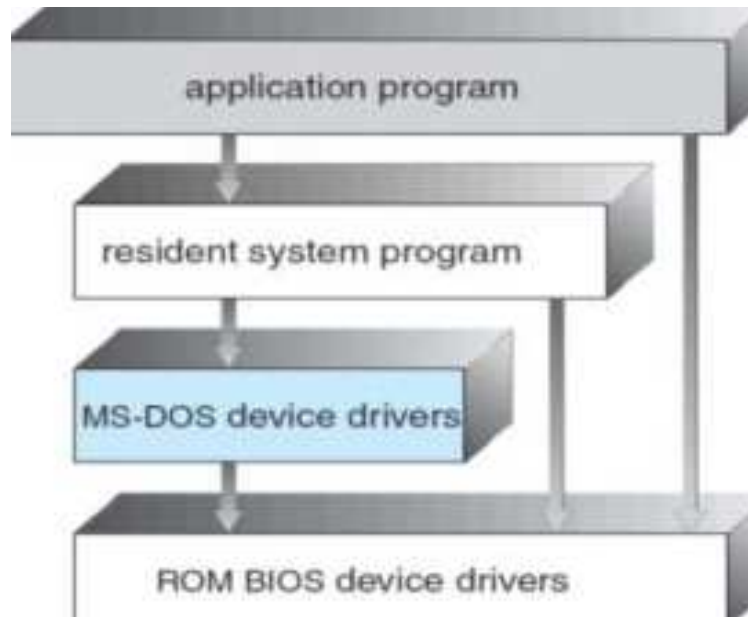 application program
resident system program
MS-DOS device drivers
ROM BIOS device drivers